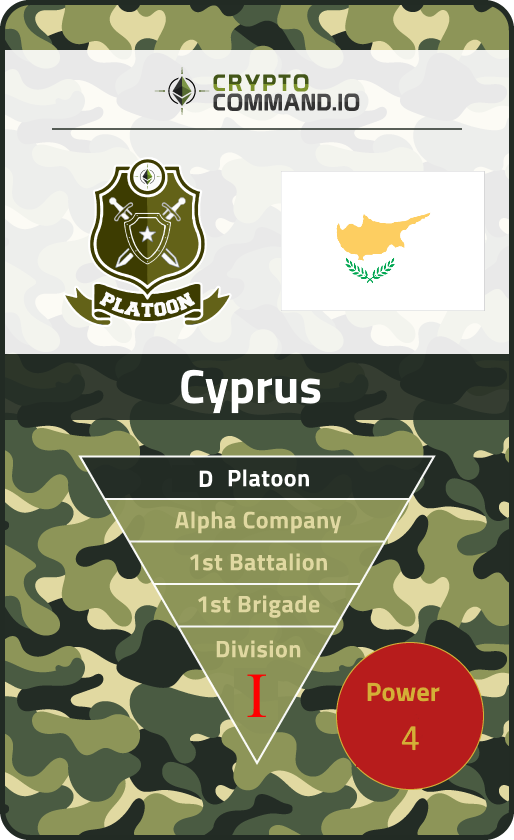 CRYPTO
COMMAND.IO
PLATOON
Cyprus
D Platoon
Alpha Company
1st Battalion
1st Brigade
Division
I
Power
4